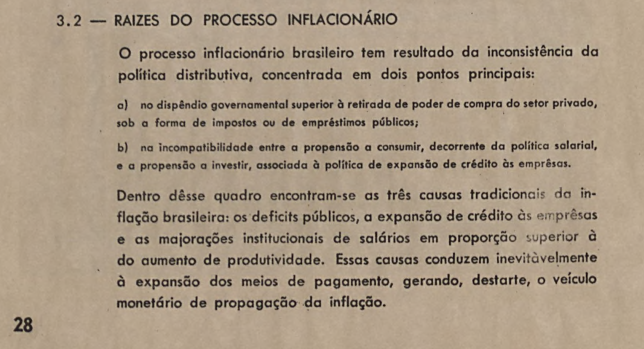 3.2 — RAIZES DO PROCESSO INFLACIONÁRIO
O processo inflacionário brasileiro tem resultado da inconsistência da
política distributiva, concentrada em dois pontos principais:
a) no dispêndio governamental superior à retirada de poder de compra do setor privado,
sob a forma de impostos ou de empréstimos públicos;
b) na incompatibilidade entre a propensão a consumir, decorrente da política salarial,
e a propensão a investir, associada à política de expansão de crédito às emprêsas.
Dentro dêsse quadro encontram-se as três causas tradicionais da in-
flação brasileira: os deficits públicos, a expansão de crédito às emprêsas
e as majorações institucionais de salários em proporção superior à
do aumento de produtividade. Essas causas conduzem inevitàvelmente
à expansão dos meios de pagamento, gerando, destarte, o veículo
monetário de propagação da inflação.
28